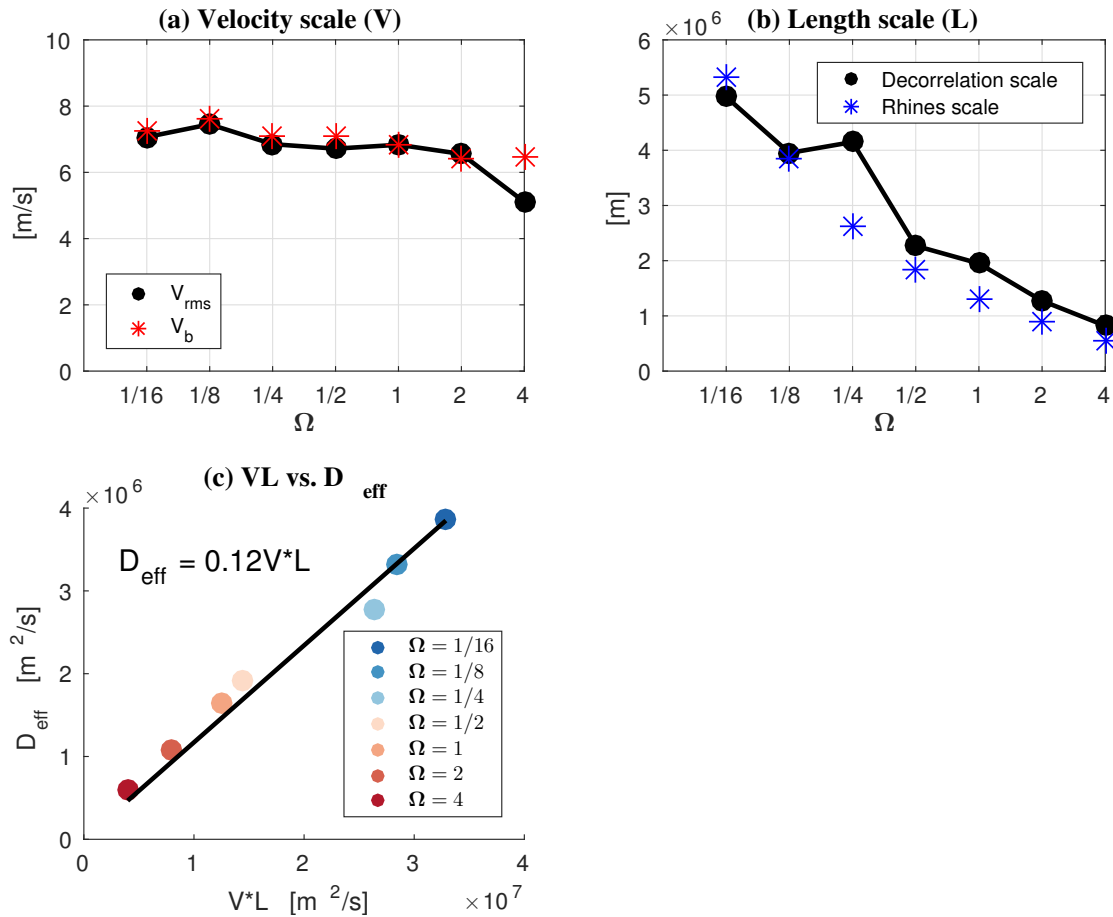 (a) Velocity scale (V)
10
8
6
4
2
0
[m/s]
V_rms
V_b
1/16 1/8 1/4 1/2 1 2 4
Ω
(b) Length scale (L)
×10^6
6
5
4
3
2
1
0
[m]
Decorrelation scale
Rhines scale
1/16 1/8 1/4 1/2 1 2 4
Ω
(c) VL vs. D_eff
×10^6
4
3
2
1
0
D_eff [m^2/s]
D_eff = 0.12V*L
Ω = 1/16
Ω = 1/8
Ω = 1/4
Ω = 1/2
Ω = 1
Ω = 2
Ω = 4
0 1 2 3 4
V*L [m^2/s]
×10^7